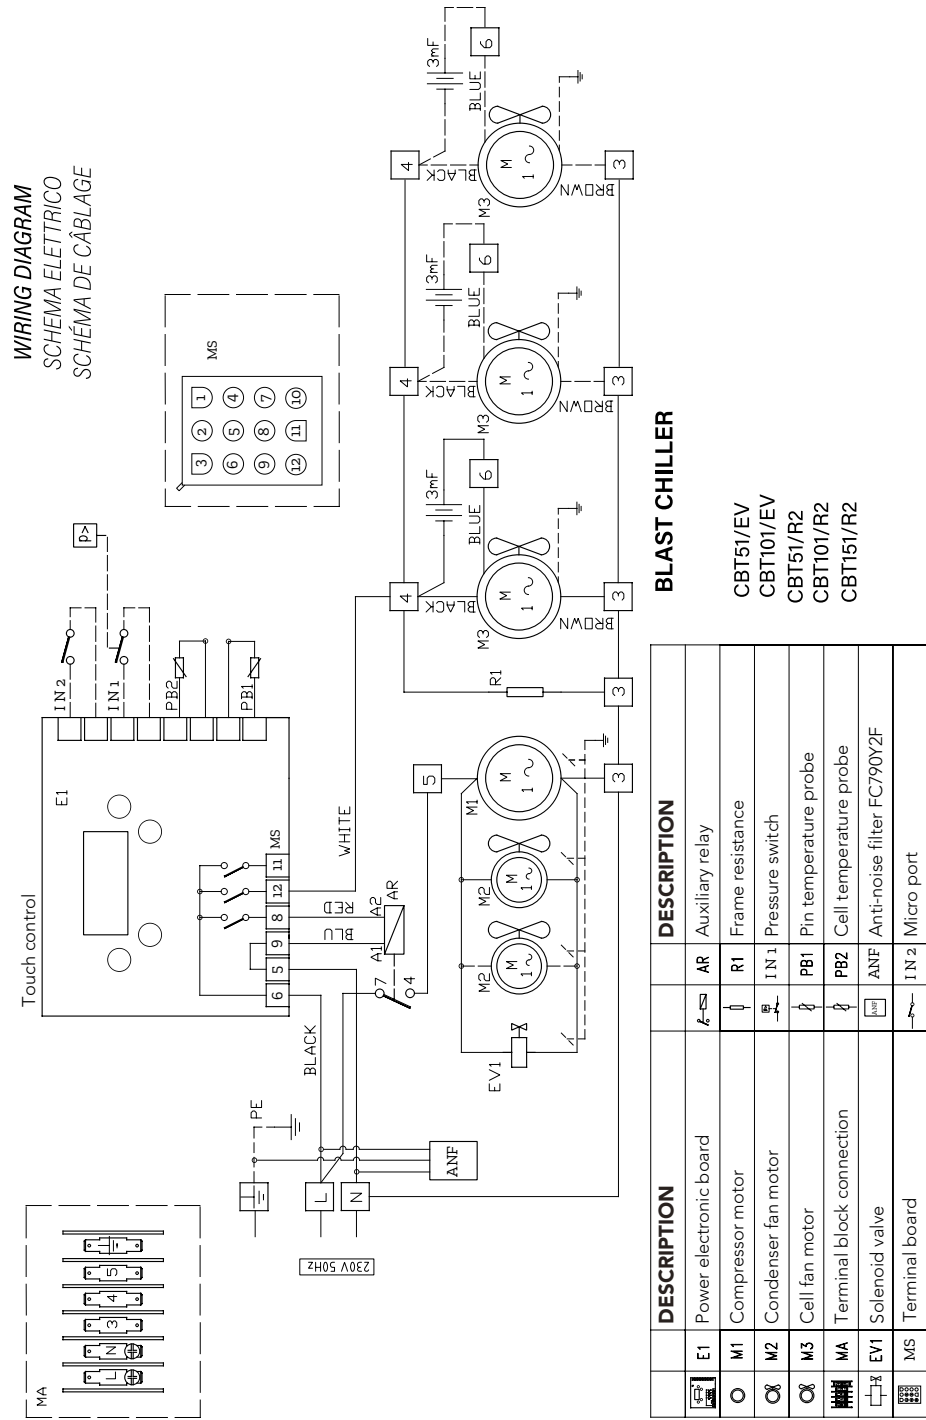 WIRING DIAGRAM
SCHEMA ELETTRICO
SCHÉMA DE CÂBLAGE
MA
L
N
3
4
5
230V 50Hz
L
N
PE
ANF
BLACK
Touch control
E1
6
5
9
8
12
11
MS
BLU
RED
WHITE
A1
A2
AR
7
4
IN2
IN1
p>
PB2
PB1
MS
3
2
1
6
5
4
9
8
7
12
11
10
EV1
M2
M
1
M2
M
1
M1
M
1
5
3
R1
3
4
BLACK
3mF
BLUE
6
M3
M
1
BROWN
3
4
BLACK
3mF
BLUE
6
M3
M
1
BROWN
3
4
BLACK
3mF
BLUE
6
M3
M
1
BROWN
3
DESCRIPTION
DESCRIPTION
E1 Power electronic board AR Auxiliary relay
M1 Compressor motor R1 Frame resistance
M2 Condenser fan motor IN1 Pressure switch
M3 Cell fan motor PB1 Pin temperature probe
MA Terminal block connection PB2 Cell temperature probe
EV1 Solenoid valve ANF ANF Anti-noise filter FC790Y2F
MS Terminal board IN2 Micro port
BLAST CHILLER
CBT51/EV
CBT101/EV
CBT51/R2
CBT101/R2
CBT151/R2